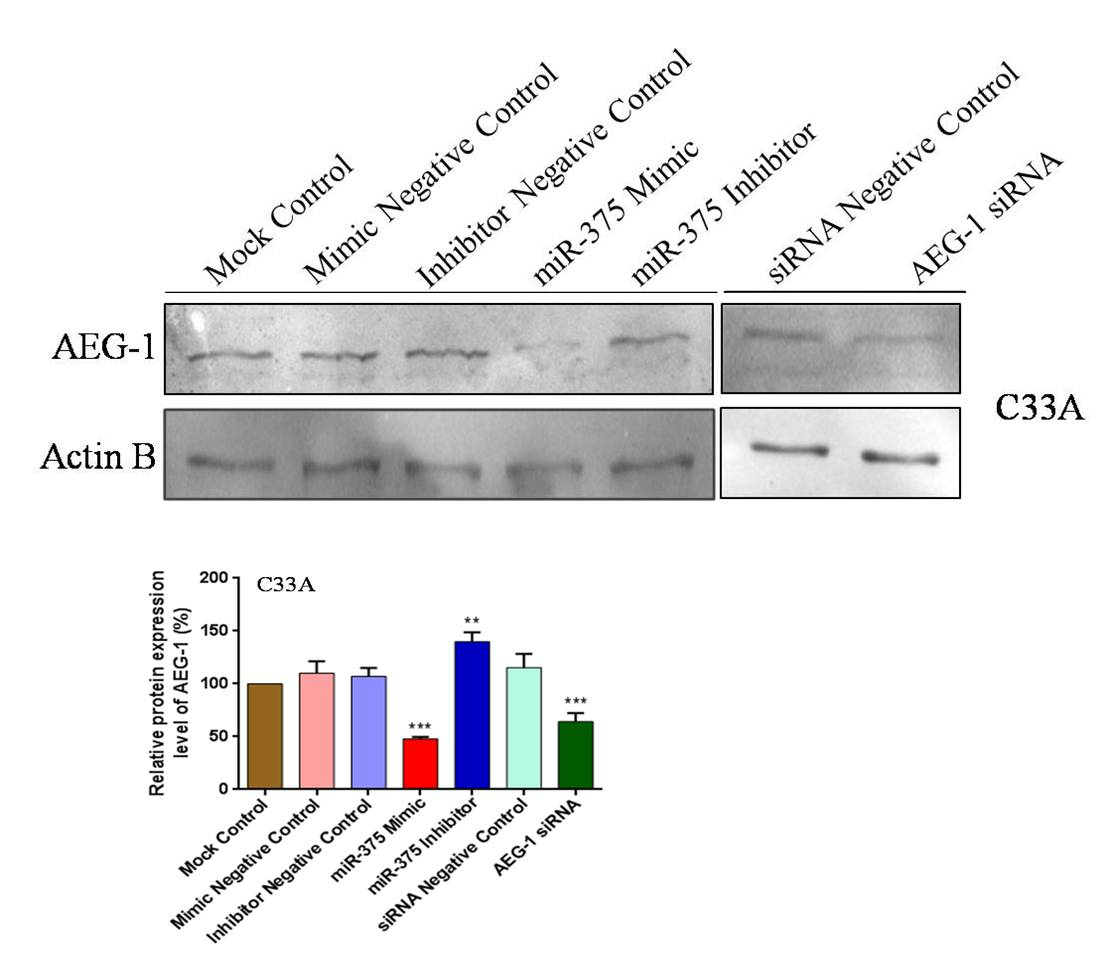 Mock Control
Mimic Negative Control
Inhibitor Negative Control
miR-375 Mimic
miR-375 Inhibitor
siRNA Negative Control
AEG-1 siRNA
AEG-1
C33A
Actin B
C33A
Relative protein expression
level of AEG-1 (%)
200
150
100
50
0
**
***
***
Mock Control
Mimic Negative Control
Inhibitor Negative Control
miR-375 Mimic
miR-375 Inhibitor
siRNA Negative Control
AEG-1 siRNA